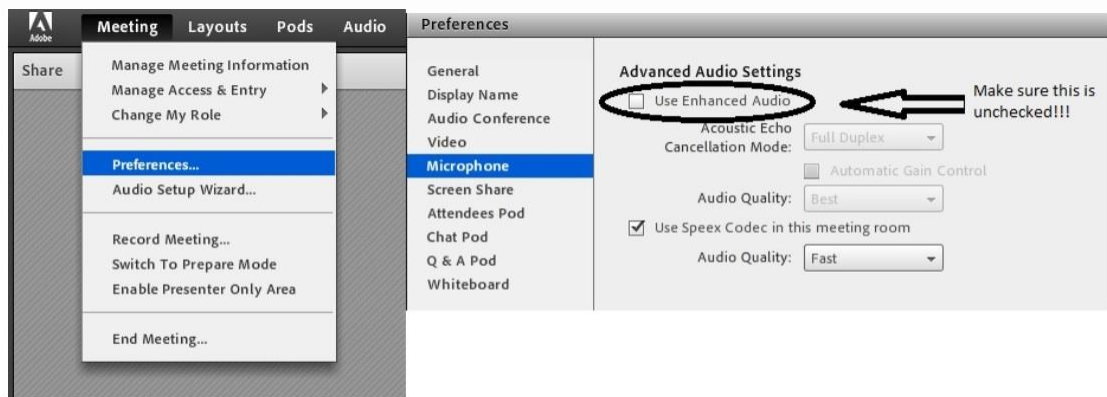 Adobe
Meeting Layouts Pods Audio
Share
Manage Meeting Information
Manage Access & Entry
Change My Role
Preferences...
Audio Setup Wizard...
Record Meeting...
Switch To Prepare Mode
Enable Presenter Only Area
End Meeting...
Preferences
General
Display Name
Audio Conference
Video
Microphone
Screen Share
Attendees Pod
Chat Pod
Q & A Pod
Whiteboard
Advanced Audio Settings
Use Enhanced Audio
Acoustic Echo
Cancellation Mode: Full Duplex
Automatic Gain Control
Audio Quality: Best
Use Speex Codec in this meeting room
Audio Quality: Fast
Make sure this is
unchecked!!!